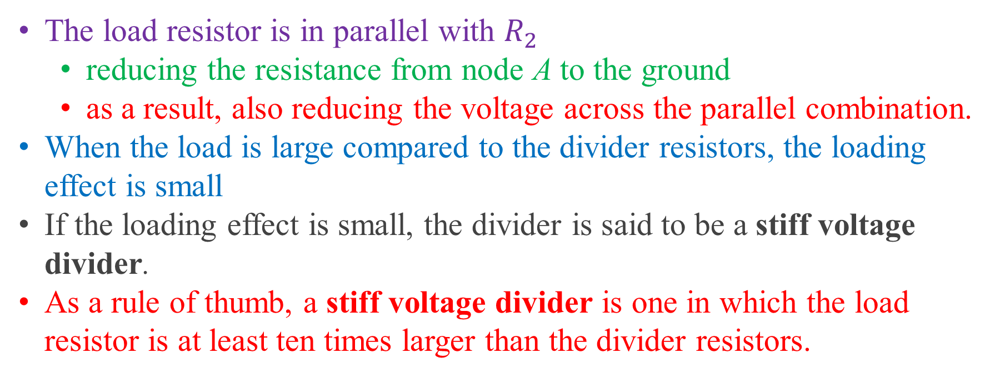 • The load resistor is in parallel with R₂
• reducing the resistance from node A to the ground
• as a result, also reducing the voltage across the parallel combination.
• When the load is large compared to the divider resistors, the loading
effect is small
• If the loading effect is small, the divider is said to be a stiff voltage
divider.
• As a rule of thumb, a stiff voltage divider is one in which the load
resistor is at least ten times larger than the divider resistors.